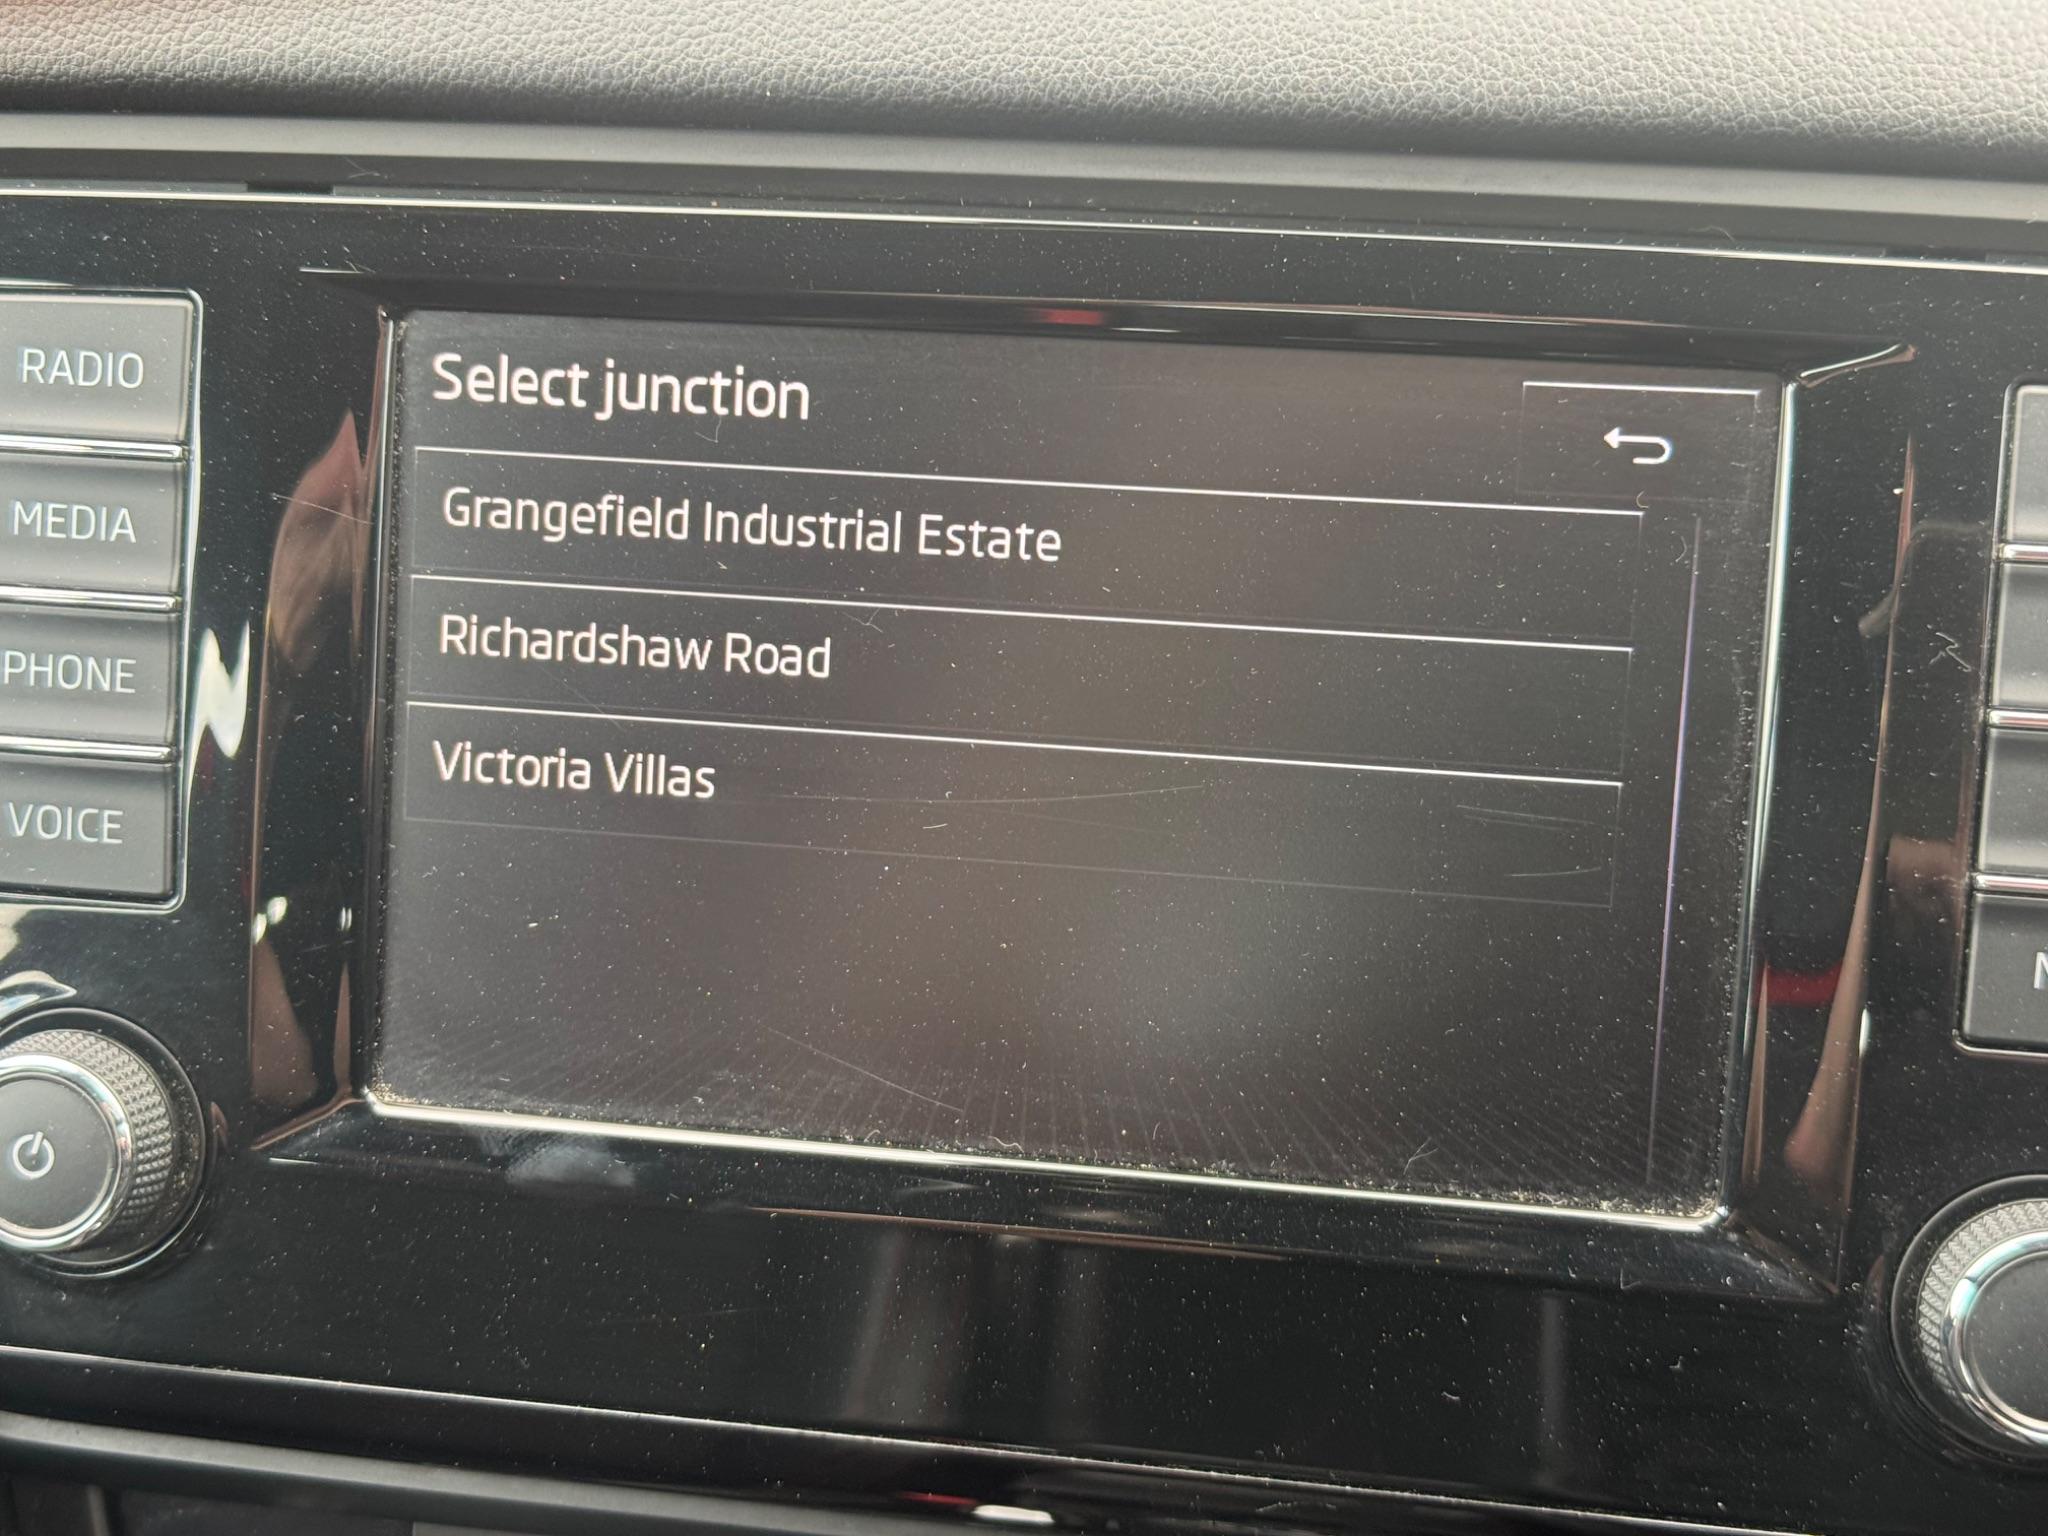 Select junction
Grangefield Industrial Estate
Richardshaw Road
Victoria Villas
RADIO
MEDIA
PHONE
VOICE